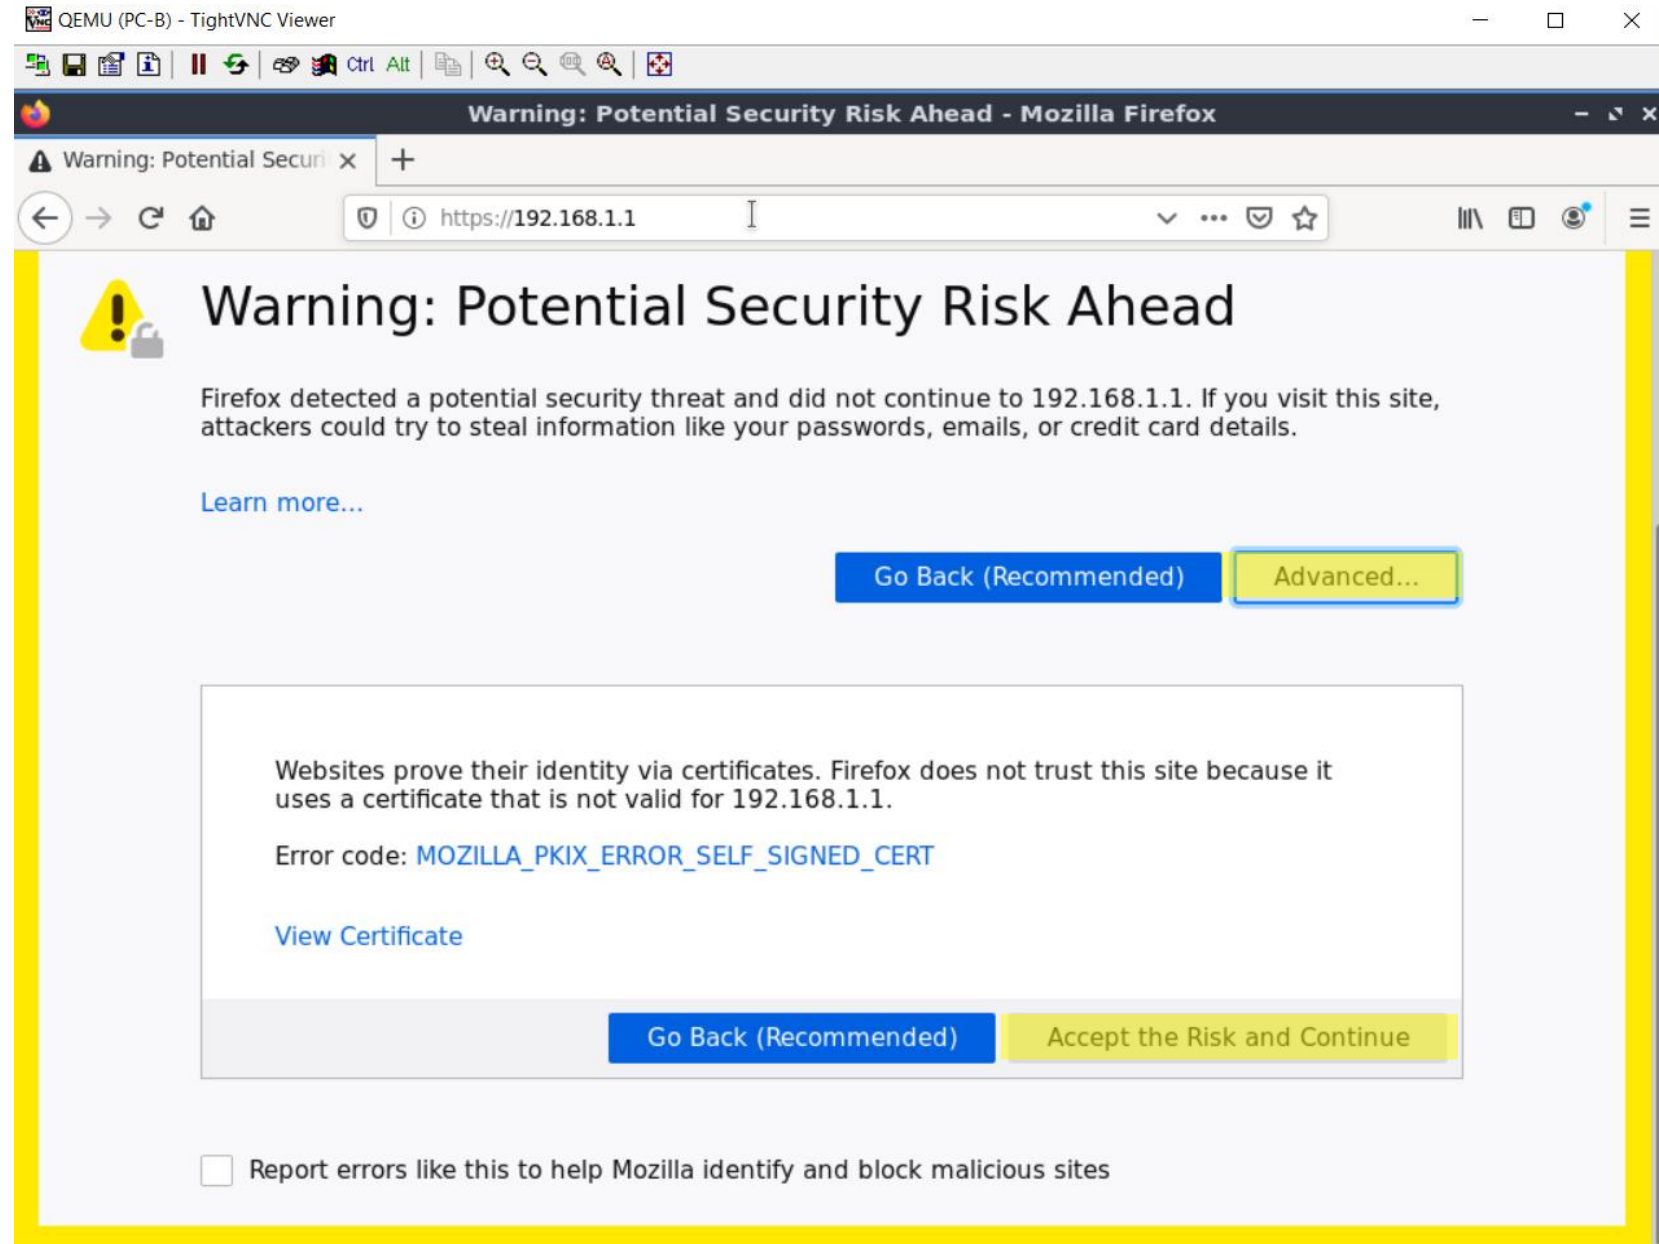 QEMU (PC-B) - TightVNC Viewer
Ctrl Alt
Warning: Potential Security Risk Ahead - Mozilla Firefox
Warning: Potential Securi
https://192.168.1.1
Warning: Potential Security Risk Ahead
Firefox detected a potential security threat and did not continue to 192.168.1.1. If you visit this site,
attackers could try to steal information like your passwords, emails, or credit card details.
Learn more...
Go Back (Recommended)
Advanced...
Websites prove their identity via certificates. Firefox does not trust this site because it
uses a certificate that is not valid for 192.168.1.1.
Error code: MOZILLA_PKIX_ERROR_SELF_SIGNED_CERT
View Certificate
Go Back (Recommended)
Accept the Risk and Continue
Report errors like this to help Mozilla identify and block malicious sites